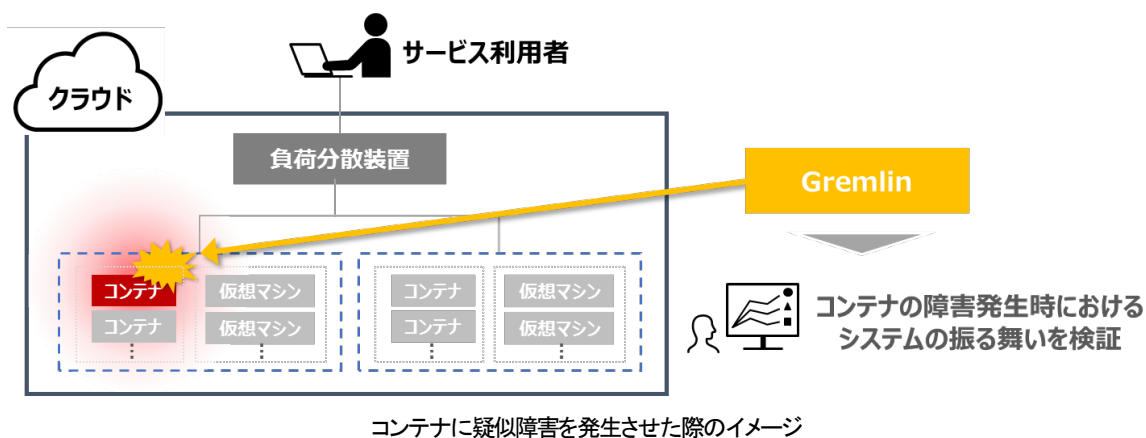 サービス利用者
クラウド
負荷分散装置
Gremlin
コンテナ
仮想マシン
コンテナ
仮想マシン
コンテナ
仮想マシン
コンテナ
仮想マシン
コンテナの障害発生時における
システムの振る舞いを検証
コンテナに疑似障害を発生させた際のイメージ